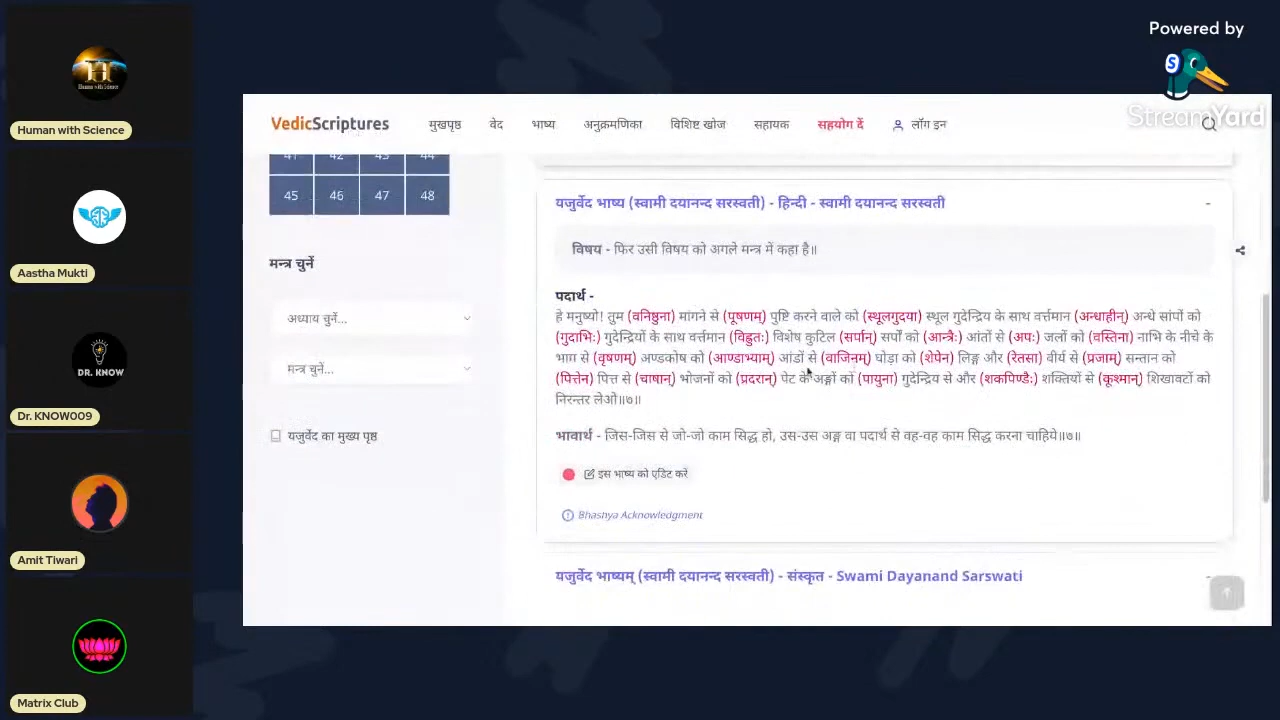 Powered by
StreamYard
Human with Science
Aastha Mukti
Dr. KNOW009
DR. KNOW
Amit Tiwari
Matrix Club
VedicScriptures
मुखपृष्ठ
वेद
भाष्य
अनुक्रमणिका
विशिष्ट खोज
सहायक
सहयोग दें
लॉग इन
41 42 43 44
45 46 47 48
मन्त्र चुनें
अध्याय चुनें...
मन्त्र चुनें...
यजुर्वेद का मुख्य पृष्ठ
यजुर्वेद भाष्य (स्वामी दयानन्द सरस्वती) - हिन्दी - स्वामी दयानन्द सरस्वती
विषय - फिर उसी विषय को अगले मन्त्र में कहा है॥
पदार्थ -
हे मनुष्यो! तुम (वनिष्ठुना) मांगने से (पूषणम्) पुष्टि करने वाले को (स्थूलगुदया) स्थूल गुदेन्द्रिय के साथ वर्त्तमान (अन्धाहीन्) अन्धे सांपों को
(गुदाभिः) गुदेन्द्रियों के साथ वर्त्तमान (विह्रुतः) विशेष कुटिल (सर्पान्) सर्पों को (आन्त्रैः) आंतों से (अपः) जलों को (वस्तिना) नाभि के नीचे के
भाग से (वृषणम्) अण्डकोष को (आण्डाभ्याम्) आंडों से (वाजिनम्) घोड़ा को (शेपेन) लिङ्ग और (रेतसा) वीर्य से (प्रजाम्) सन्तान को
(पित्तेन) पित्त से (चाषान्) भोजनों को (प्रदरान्) पेट के अङ्गों को (पायुना) गुदेन्द्रिय से और (शकपिण्डैः) शक्तियों से (कूश्मान्) शिखावटों को
निरन्तर लेओ॥७॥
भावार्थ - जिस-जिस से जो-जो काम सिद्ध हो, उस-उस अङ्ग वा पदार्थ से वह-वह काम सिद्ध करना चाहिये॥७॥
इस भाष्य को एडिट करें
Bhashya Acknowledgment
यजुर्वेद भाष्यम् (स्वामी दयानन्द सरस्वती) - संस्कृत - Swami Dayanand Sarswati